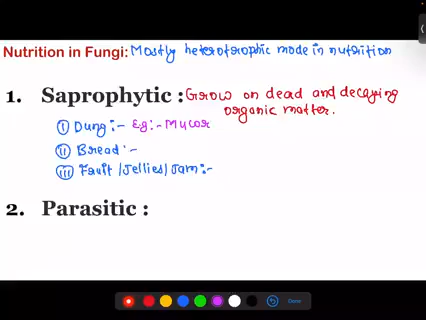 Nutrition in Fungi: Mostly heterotrophic mode in nutrition
1. Saprophytic : Grow on dead and decaying
organic matter.
(i) Dung:- Eg:- Mucor
(ii) Bread:-
(iii) Fruit/Jellies/Jam:-
2. Parasitic :
Done